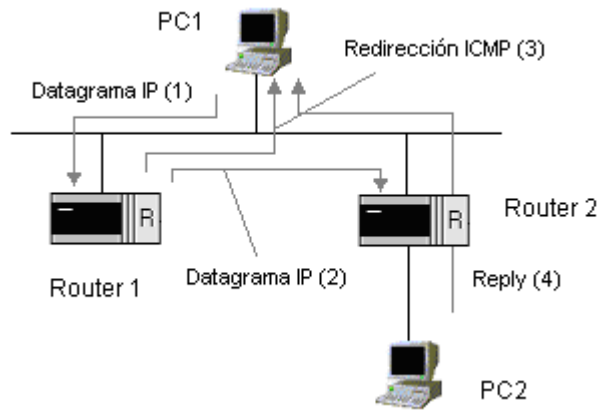 PC1
Redirección ICMP (3)
Datagrama IP (1)
R
R
Router 2
Router 1
Datagrama IP (2)
Reply (4)
PC2